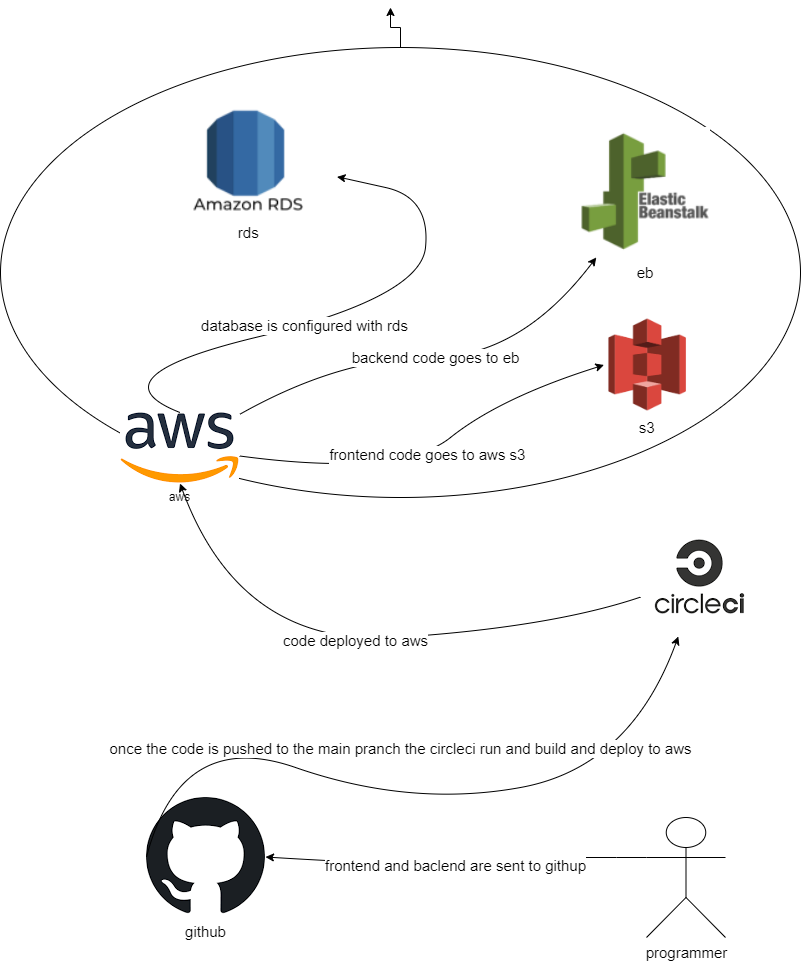 Amazon RDS
rds
Elastic
Beanstalk
eb
database is configured with rds
backend code goes to eb
s3
aws
frontend code goes to aws s3
aws
circleci
code deployed to aws
once the code is pushed to the main pranch the circleci run and build and deploy to aws
frontend and baclend are sent to githup
github
programmer